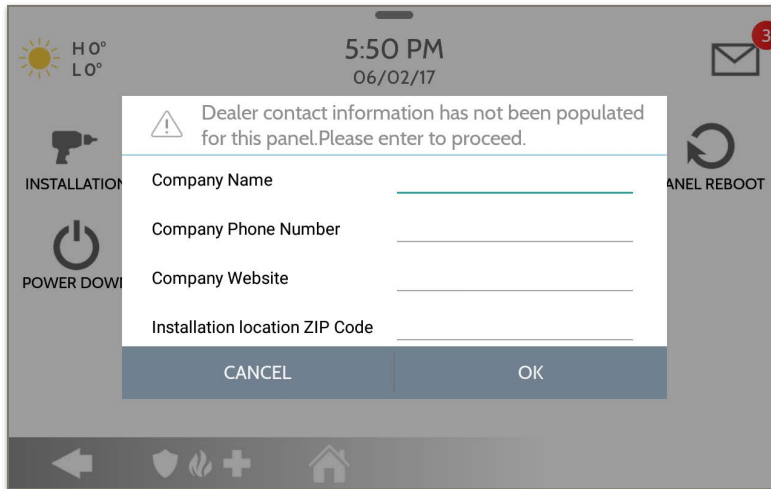 H 0°
L 0°
5:50 PM
06/02/17
3
Dealer contact information has not been populated
for this panel.Please enter to proceed.
INSTALLATION
Company Name
ANEL REBOOT
Company Phone Number
POWER DOW
Company Website
Installation location ZIP Code
CANCEL
OK